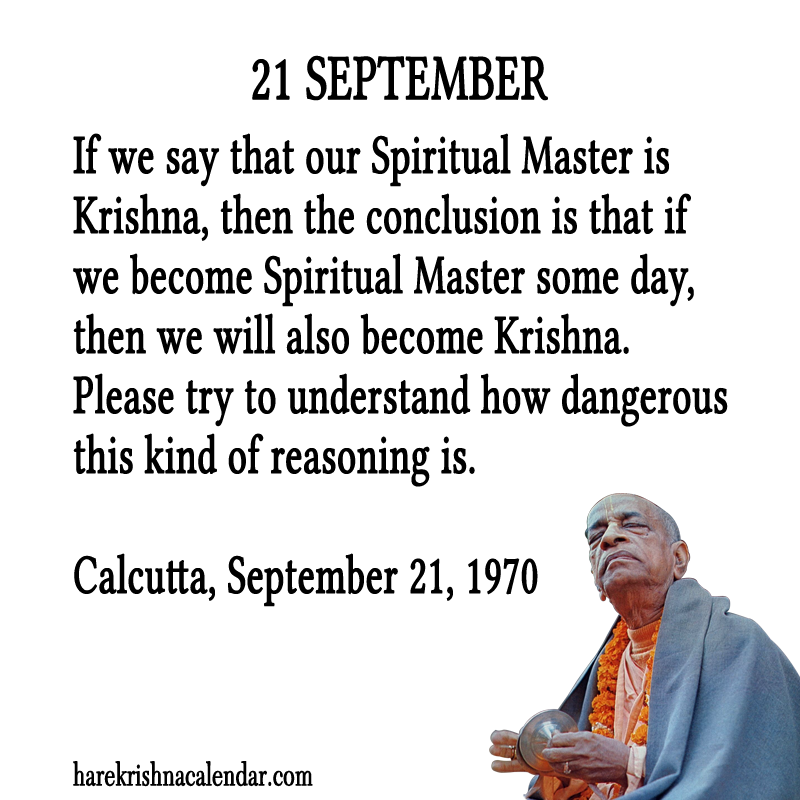 21 SEPTEMBER
If we say that our Spiritual Master is
Krishna, then the conclusion is that if
we become Spiritual Master some day,
then we will also become Krishna.
Please try to understand how dangerous
this kind of reasoning is.
Calcutta, September 21, 1970
harekrishnacalendar.com